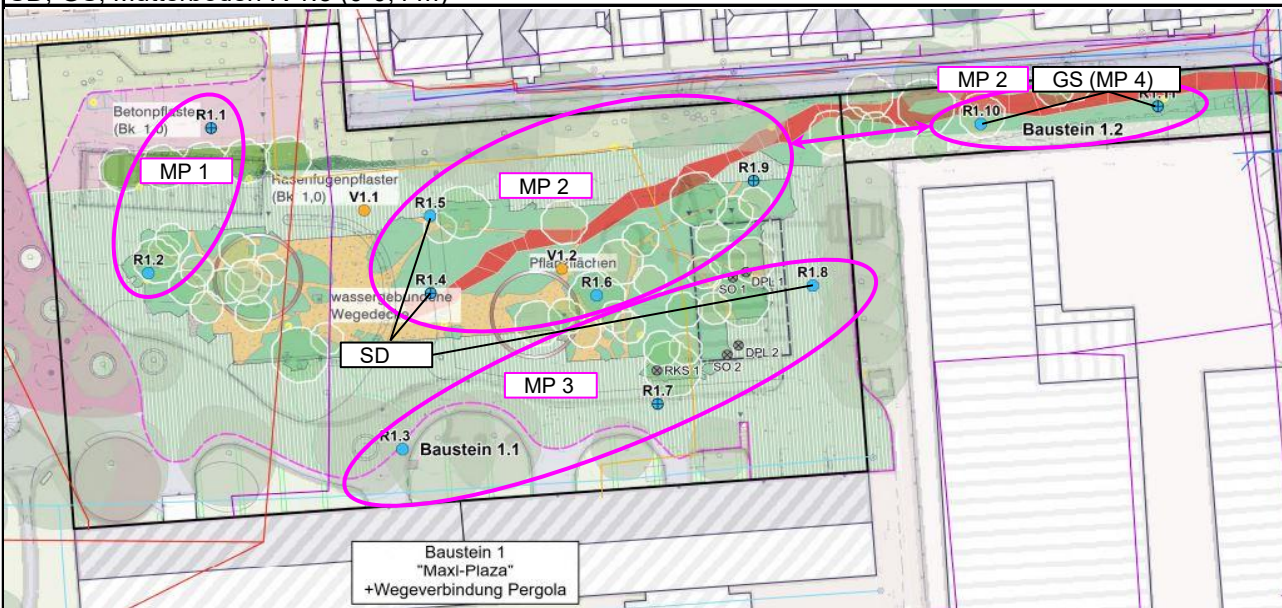 MP 2
GS (MP 4)
Betonpflaster
(Bk 1,0)
R1.1
R1.10
R1.11
Baustein 1.2
MP 1
Rasenfugenpflaster
(Bk 1,0)
V1.1
MP 2
R1.5
R1.9
R1.2
V1.2
Pflanzflächen
R1.4
R1.6
SO 1
DPL 1
R1.8
wassergebundene
Wegedecke
SD
DPL 2
SO 2
RKS 1
MP 3
R1.7
R1.3
Baustein 1.1
Baustein 1
"Maxi-Plaza"
+Wegeverbindung Pergola